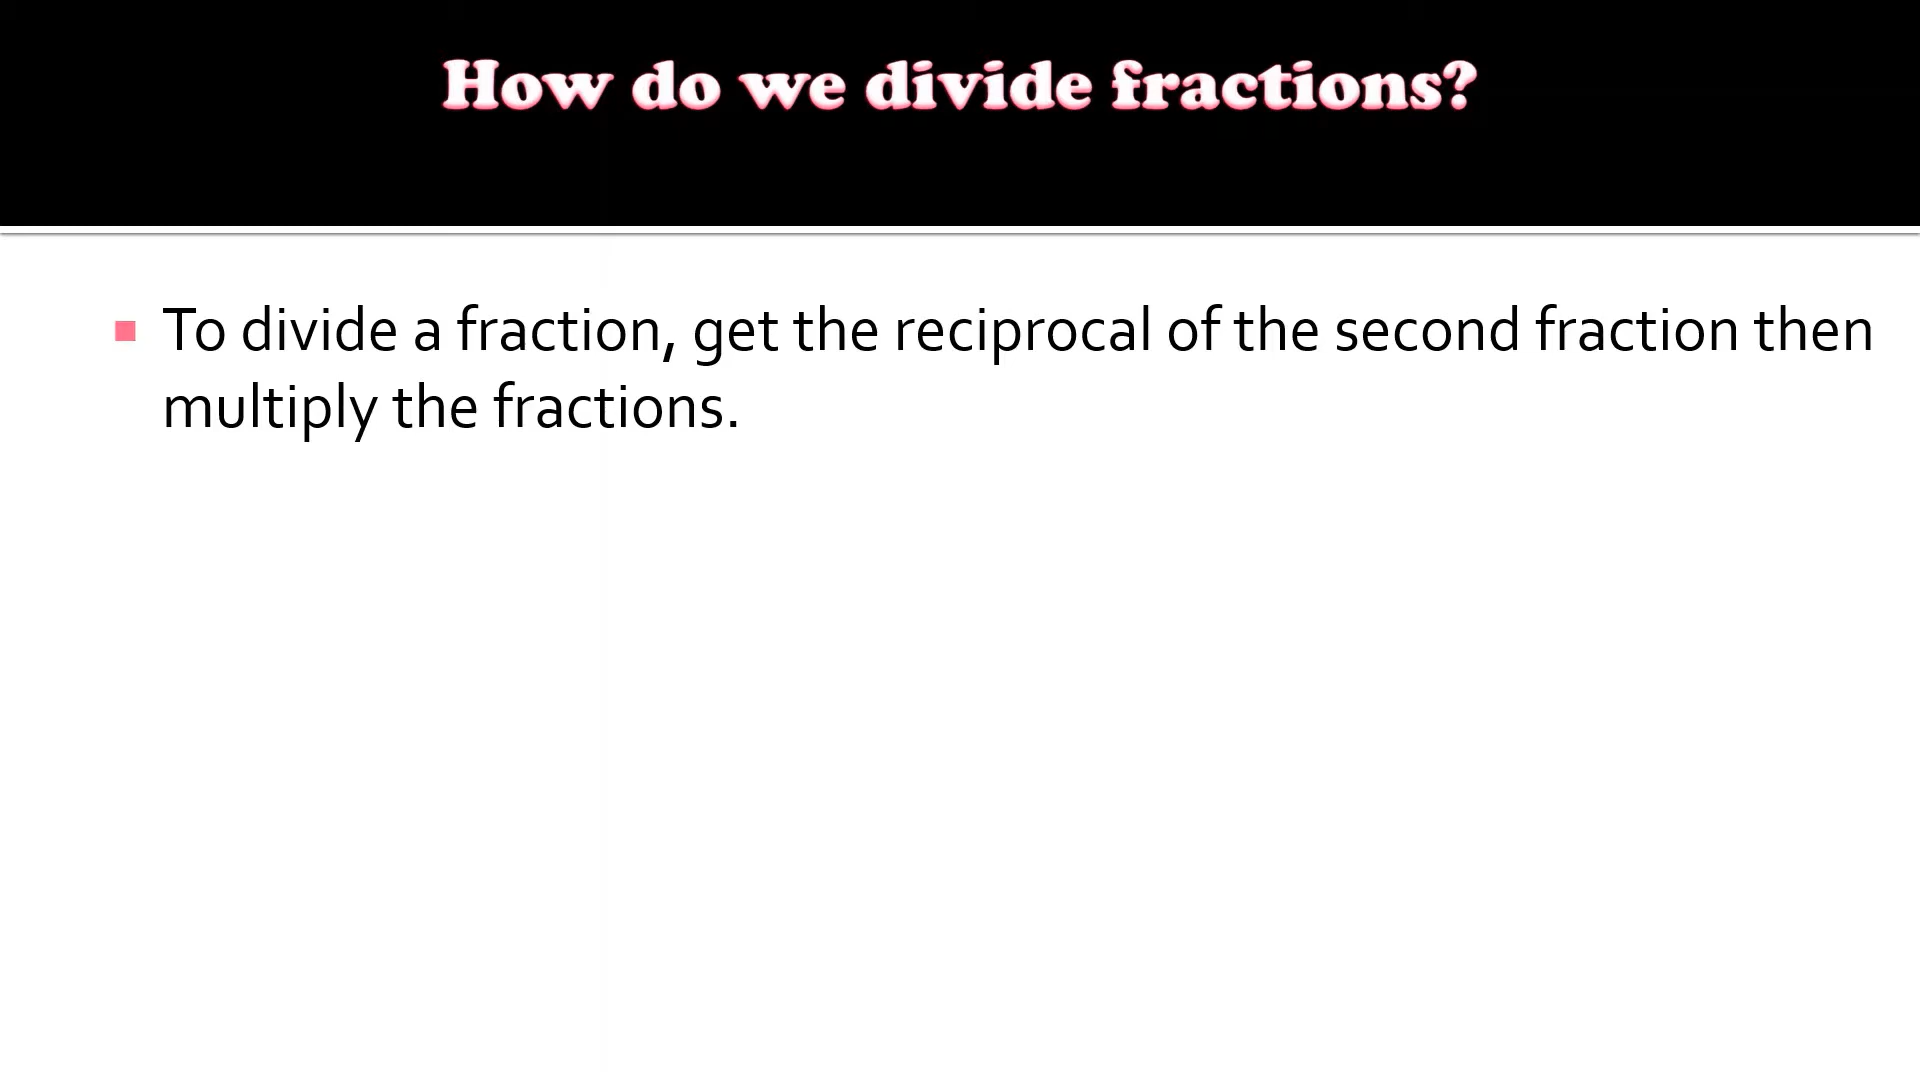 How do we divide fractions?
To divide a fraction, get the reciprocal of the second fraction then
multiply the fractions.